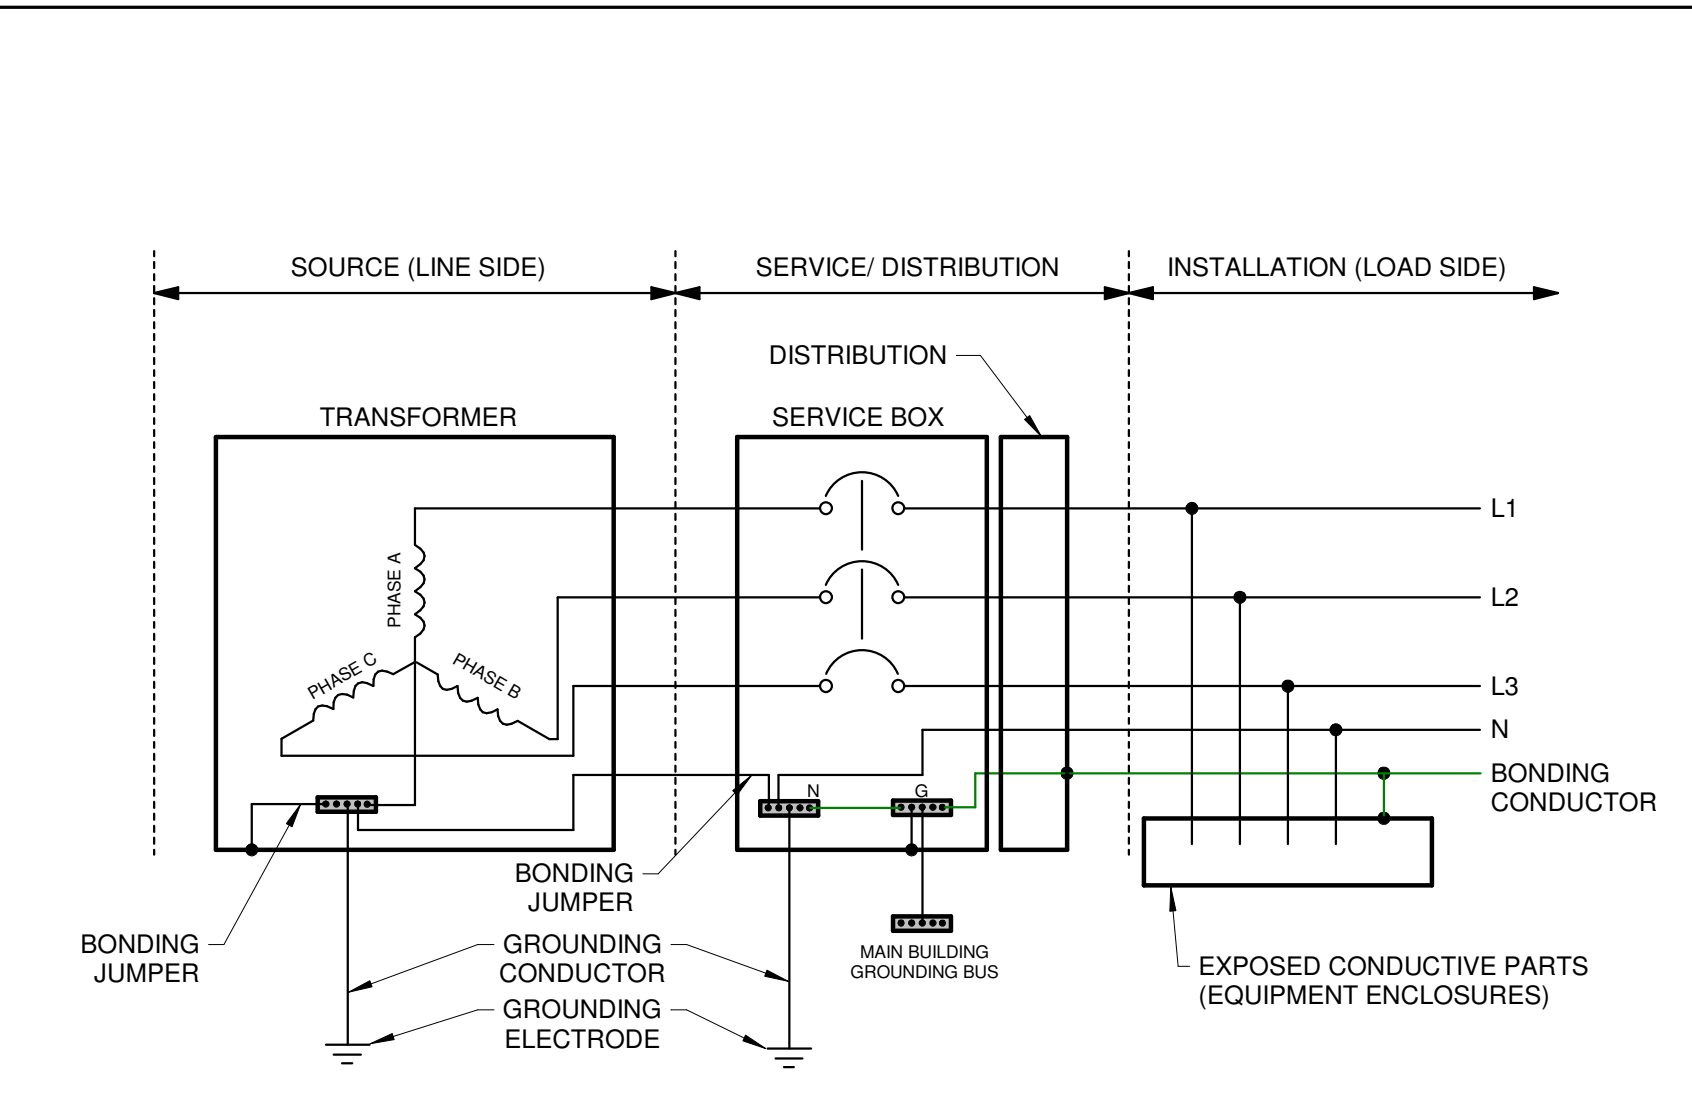 SOURCE (LINE SIDE)
SERVICE/ DISTRIBUTION
INSTALLATION (LOAD SIDE)
DISTRIBUTION
TRANSFORMER
SERVICE BOX
L1
PHASE A
L2
PHASE C
PHASE B
L3
N
BONDING
CONDUCTOR
N
G
BONDING
JUMPER
BONDING
JUMPER
GROUNDING
CONDUCTOR
MAIN BUILDING
GROUNDING BUS
EXPOSED CONDUCTIVE PARTS
(EQUIPMENT ENCLOSURES)
GROUNDING
ELECTRODE